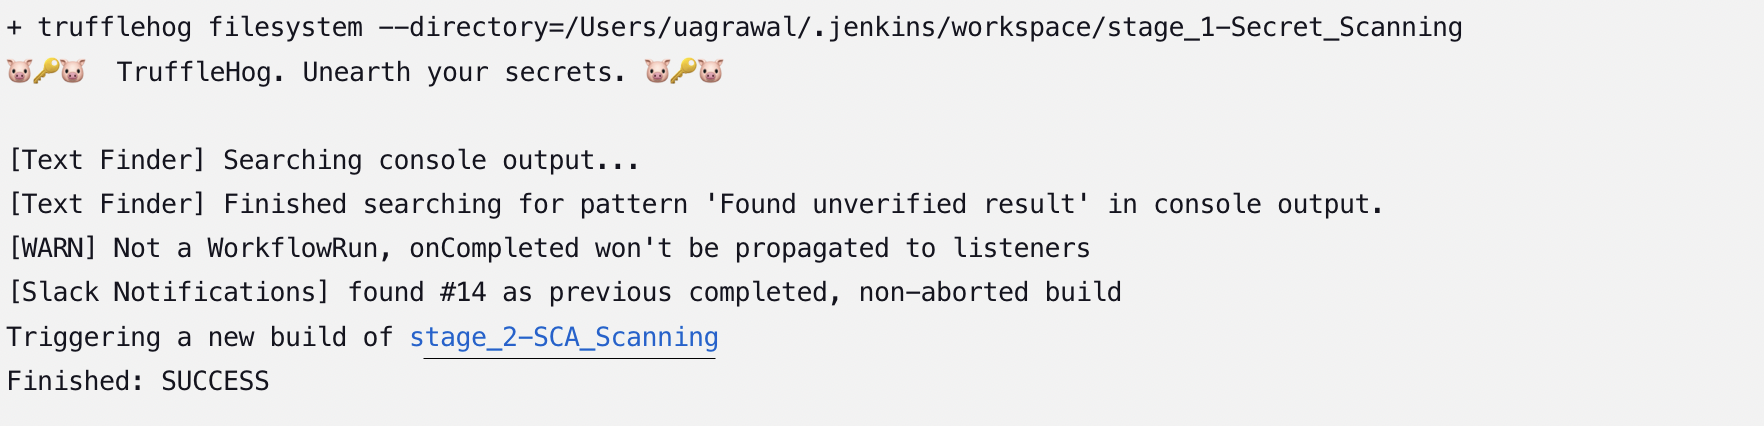 + trufflehog filesystem --directory=/Users/uagrawal/.jenkins/workspace/stage_1-Secret_Scanning
🐷🔑🐷  TruffleHog. Unearth your secrets. 🐷🔑🐷
[Text Finder] Searching console output...
[Text Finder] Finished searching for pattern 'Found unverified result' in console output.
[WARN] Not a WorkflowRun, onCompleted won't be propagated to listeners
[Slack Notifications] found #14 as previous completed, non-aborted build
Triggering a new build of stage_2-SCA_Scanning
Finished: SUCCESS